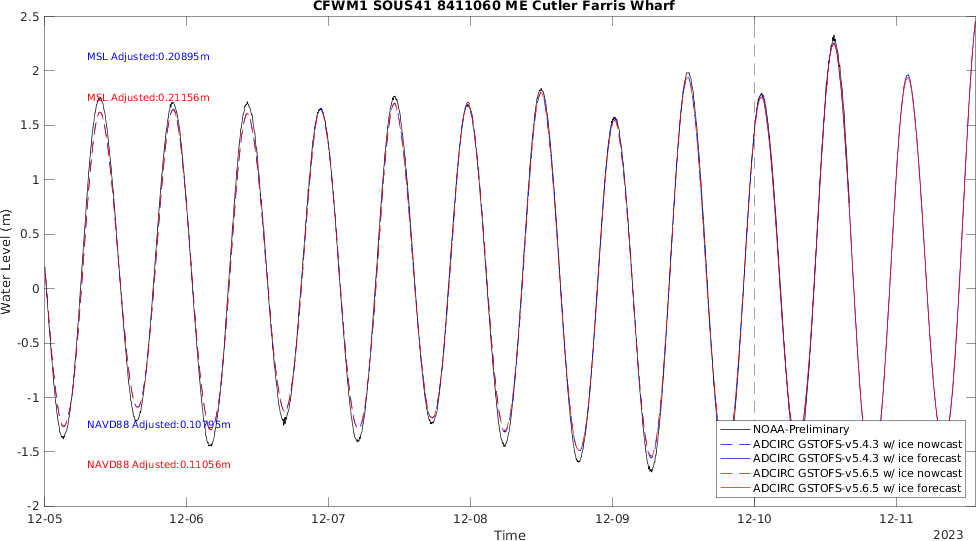 CFWM1 SOUS41 8411060 ME Cutler Farris Wharf
2.5
2
1.5
1
0.5
0
-0.5
-1
-1.5
-2
Water Level (m)
MSL Adjusted:0.20895m
MSL Adjusted:0.21156m
NAVD88 Adjusted:0.10795m
NAVD88 Adjusted:0.11056m
NOAA-Preliminary
ADCIRC GSTOFS-v5.4.3 w/ ice nowcast
ADCIRC GSTOFS-v5.4.3 w/ ice forecast
ADCIRC GSTOFS-v5.6.5 w/ ice nowcast
ADCIRC GSTOFS-v5.6.5 w/ ice forecast
12-05 12-06 12-07 12-08 12-09 12-10 12-11
Time
2023